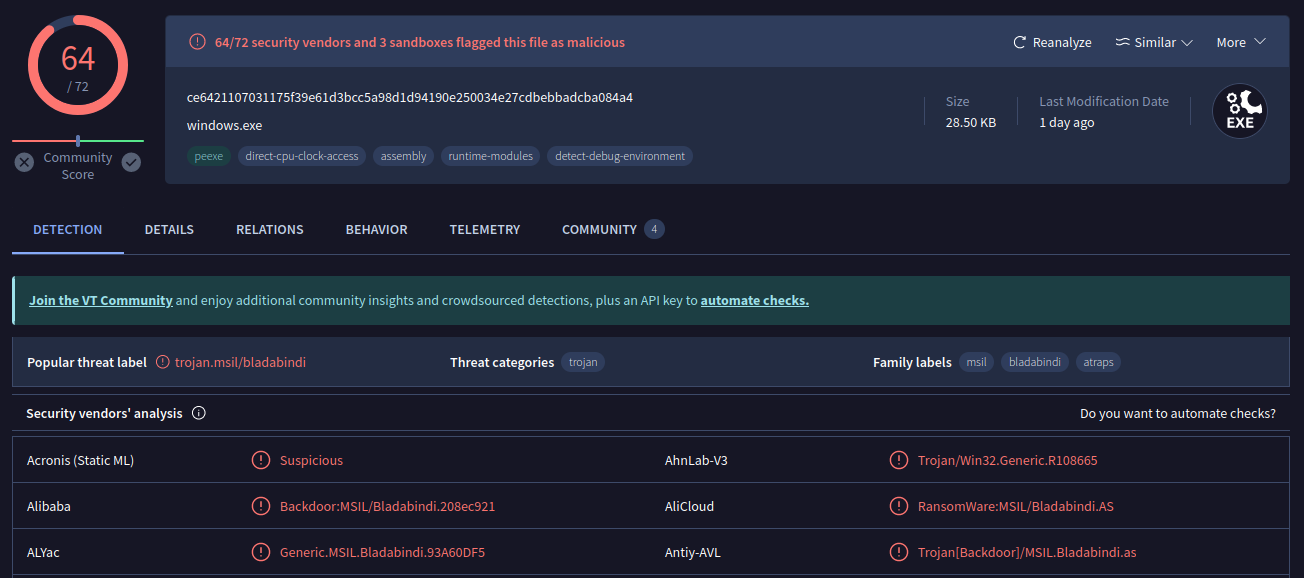 64
/ 72
Community
Score
64/72 security vendors and 3 sandboxes flagged this file as malicious
Reanalyze
Similar
More
ce6421107031175f39e61d3bcc5a98d1d94190e250034e27cdbebbadcba084a4
windows.exe
peexe direct-cpu-clock-access assembly runtime-modules detect-debug-environment
Size
28.50 KB
Last Modification Date
1 day ago
EXE
DETECTION DETAILS RELATIONS BEHAVIOR TELEMETRY COMMUNITY 4
Join the VT Community and enjoy additional community insights and crowdsourced detections, plus an API key to automate checks.
Popular threat label trojan.msil/bladabindi Threat categories trojan Family labels msil bladabindi atraps
Security vendors' analysis Do you want to automate checks?
Acronis (Static ML) Suspicious AhnLab-V3 Trojan/Win32.Generic.R108665
Alibaba Backdoor:MSIL/Bladabindi.208ec921 AliCloud RansomWare:MSIL/Bladabindi.AS
ALYac Generic.MSIL.Bladabindi.93A60DF5 Antiy-AVL Trojan[Backdoor]/MSIL.Bladabindi.as